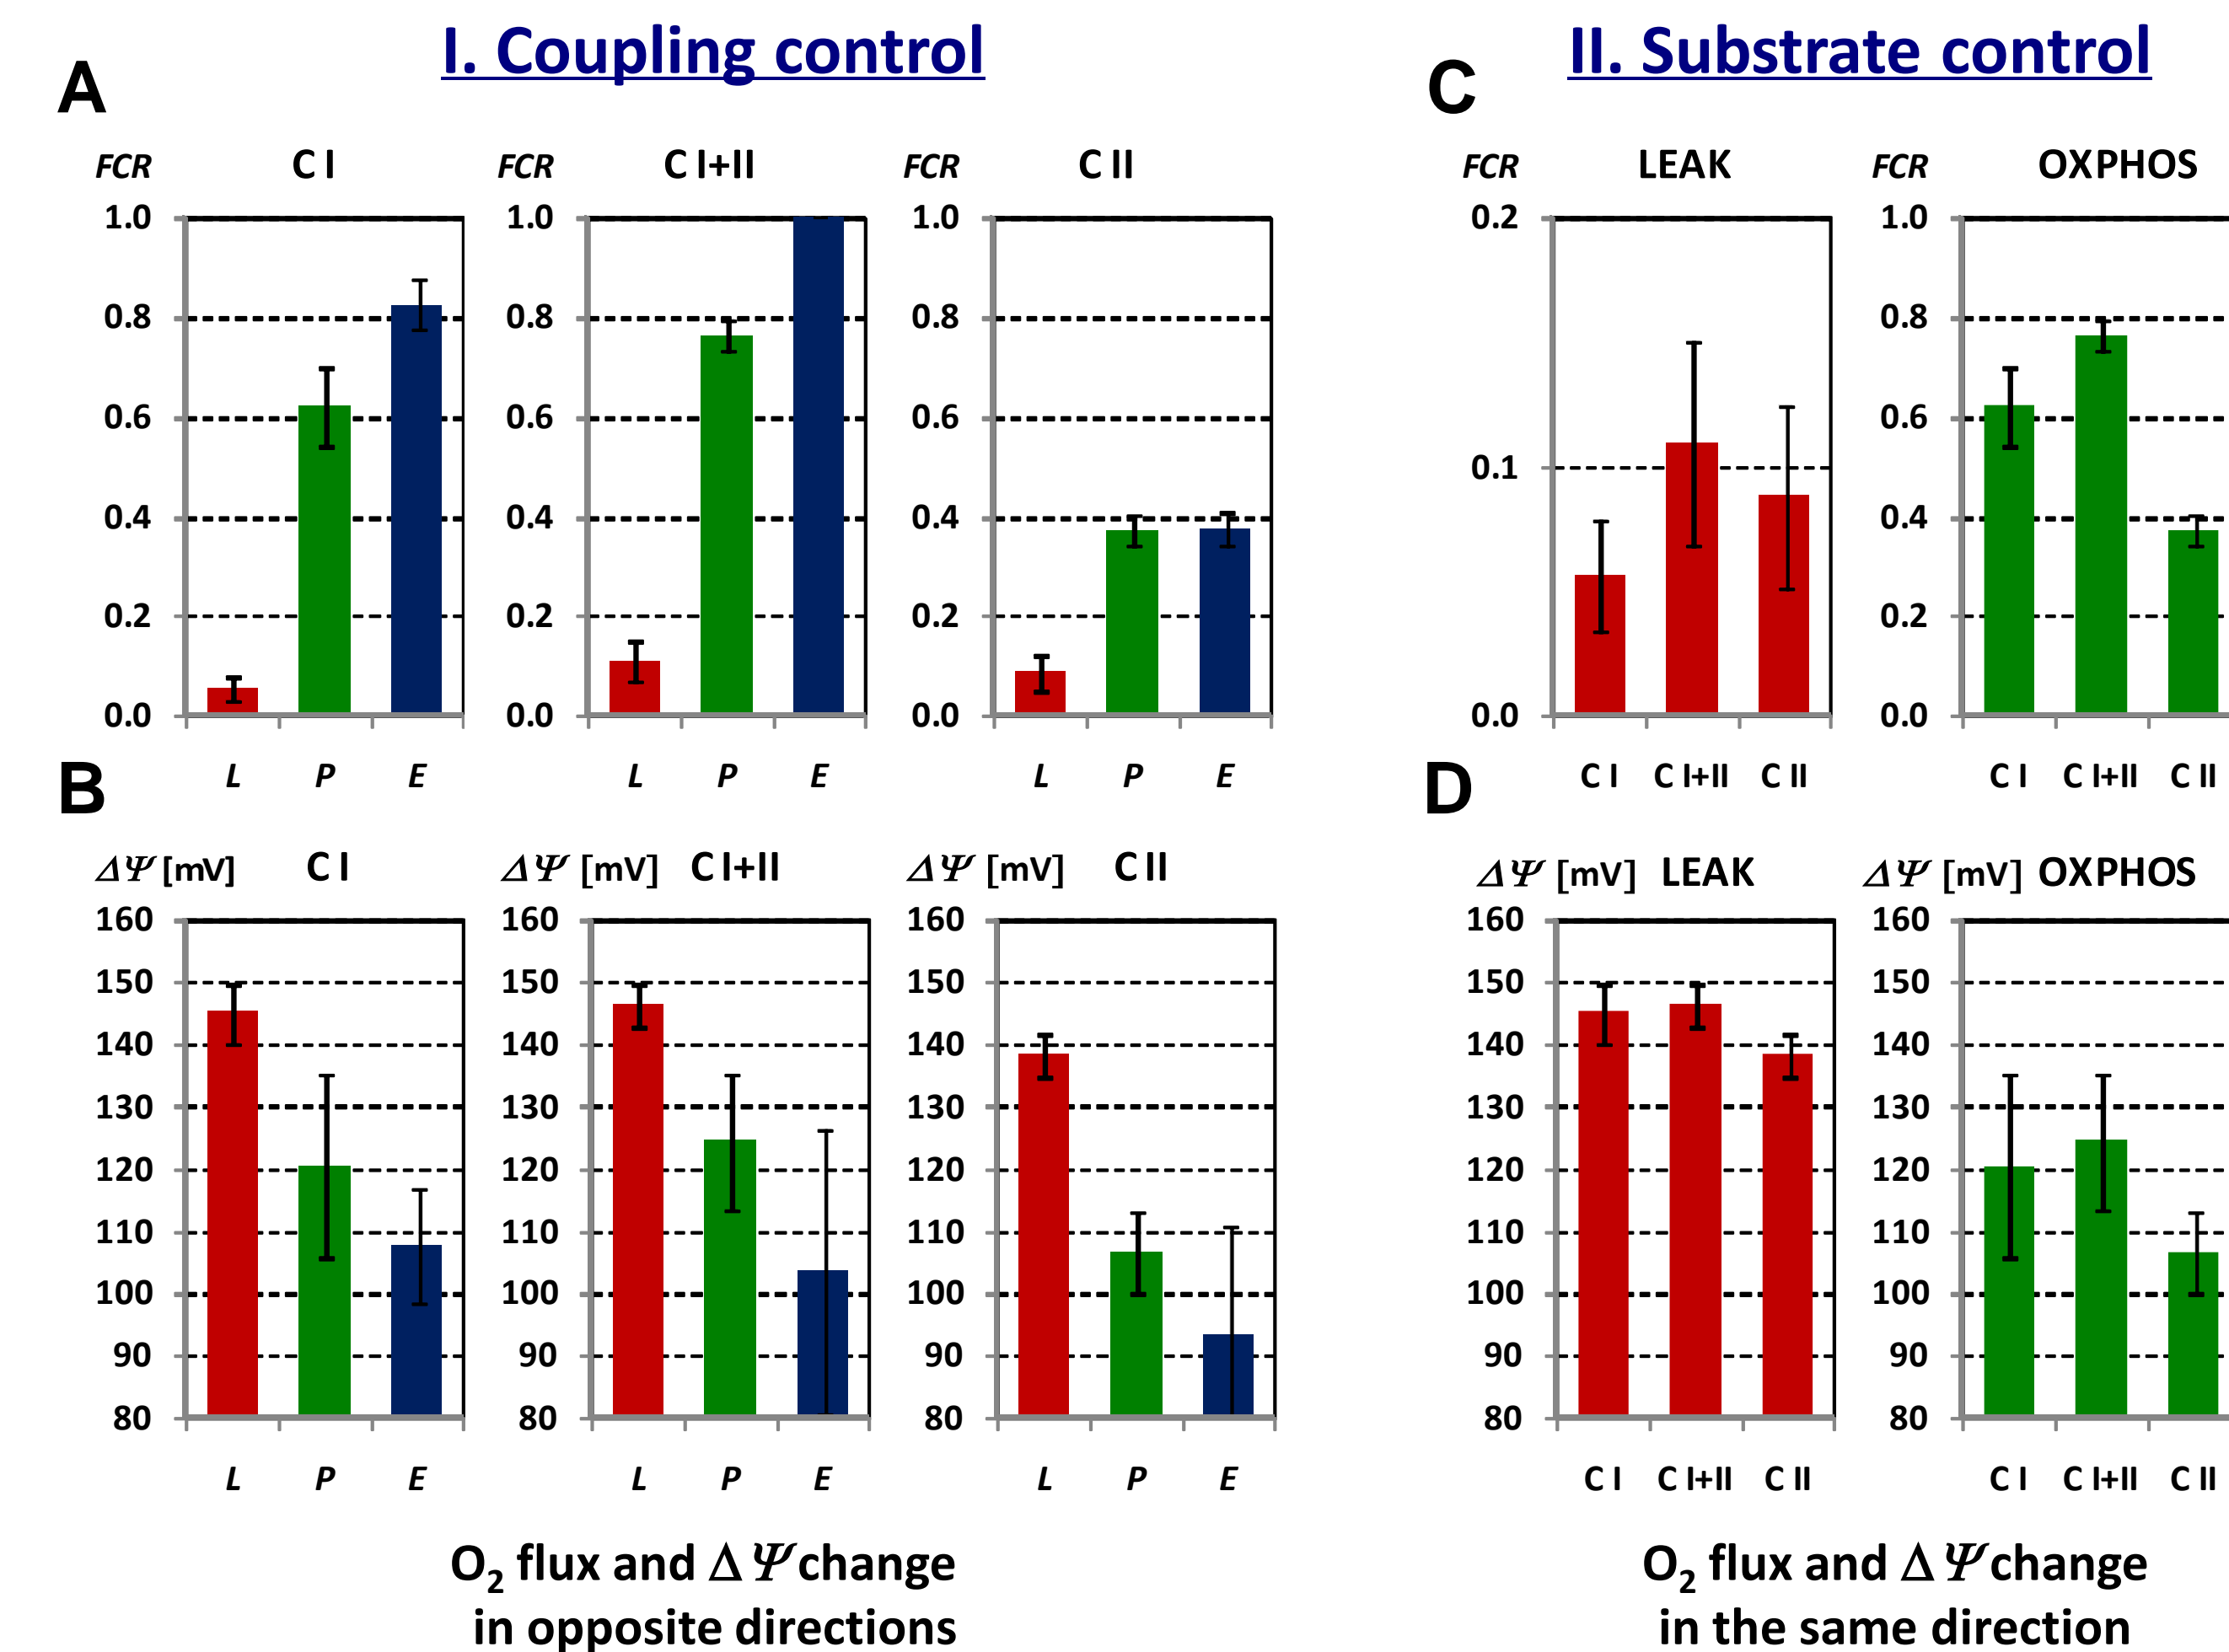 I. Coupling control
II. Substrate control
A
C
FCR C I FCR C I+II FCR C II
FCR LEAK FCR OXPHOS
1.0 1.0 1.0 0.2 1.0
0.8 0.8 0.8 0.8
0.6 0.6 0.6 0.6
0.1
0.4 0.4 0.4 0.4
0.2 0.2 0.2 0.2
0.0 0.0 0.0 0.0 0.0
L P E L P E L P E C I C I+II C II C I C I+II C II
B
D
ΔΨ [mV] C I ΔΨ [mV] C I+II ΔΨ [mV] C II
ΔΨ [mV] LEAK ΔΨ [mV] OXPHOS
160 160 160 160 160
150 150 150 150 150
140 140 140 140 140
130 130 130 130 130
120 120 120 120 120
110 110 110 110 110
100 100 100 100 100
90 90 90 90 90
80 80 80 80 80
L P E L P E L P E C I C I+II C II C I C I+II C II
O₂ flux and ΔΨ change
in opposite directions
O₂ flux and ΔΨ change
in the same direction